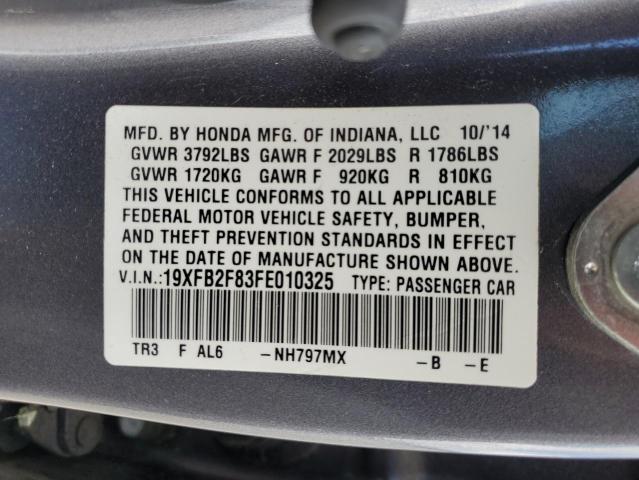 MFD. BY HONDA MFG. OF INDIANA, LLC 10/'14
GVWR 3792LBS GAWR F 2029LBS R 1786LBS
GVWR 1720KG GAWR F 920KG R 810KG
THIS VEHICLE CONFORMS TO ALL APPLICABLE
FEDERAL MOTOR VEHICLE SAFETY, BUMPER,
AND THEFT PREVENTION STANDARDS IN EFFECT
ON THE DATE OF MANUFACTURE SHOWN ABOVE.
V.I.N.:19XFB2F83FE010325 TYPE: PASSENGER CAR
TR3 F AL6 -NH797MX -B -E